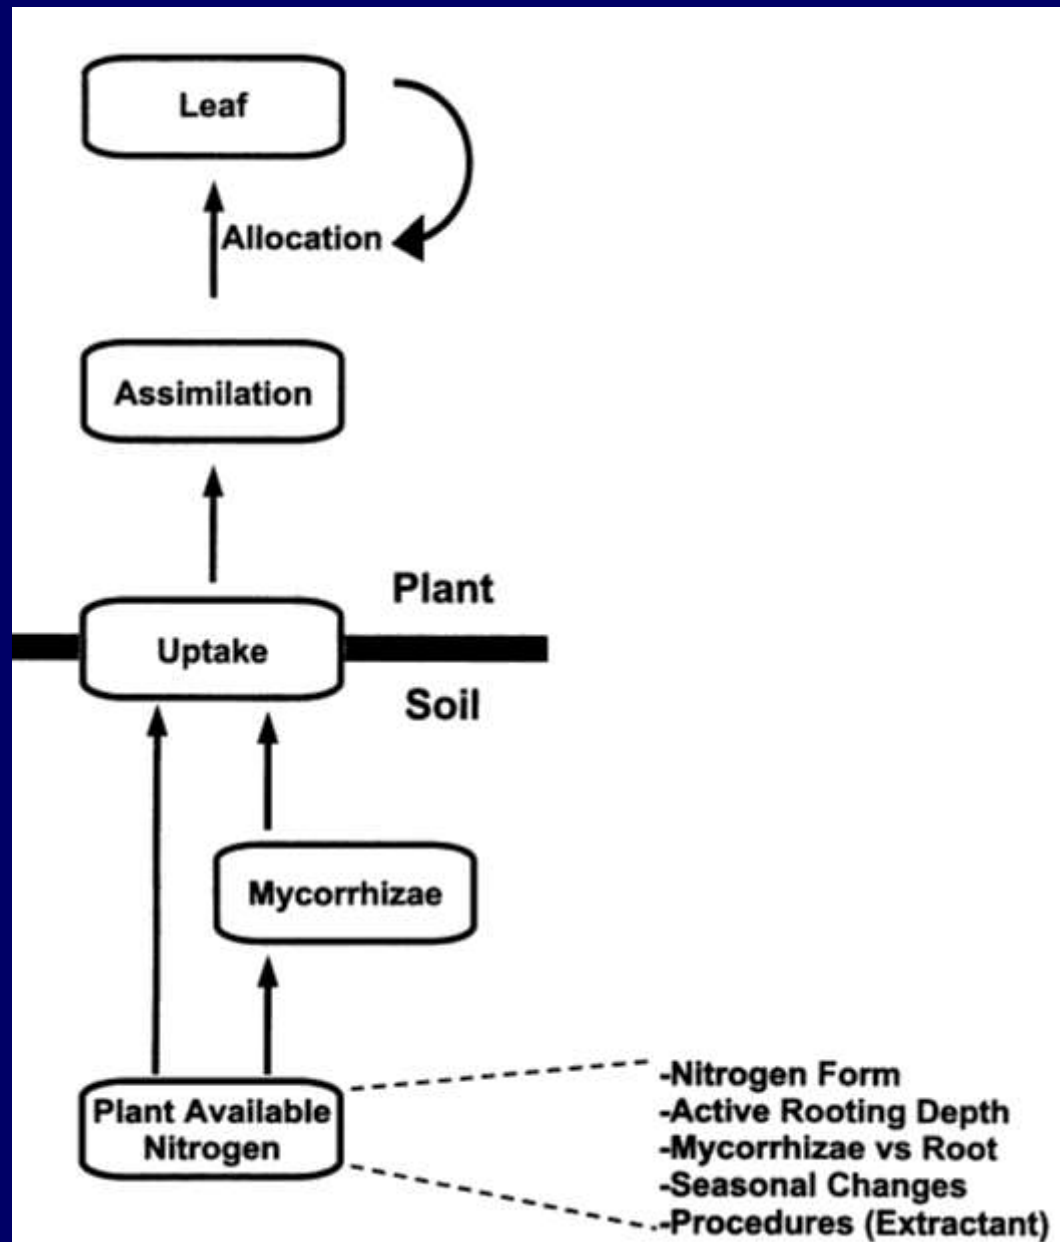 Leaf
Allocation
Assimilation
Plant
Uptake
Soil
Mycorrhizae
Plant Available
Nitrogen
-Nitrogen Form
-Active Rooting Depth
-Mycorrhizae vs Root
-Seasonal Changes
-Procedures (Extractant)